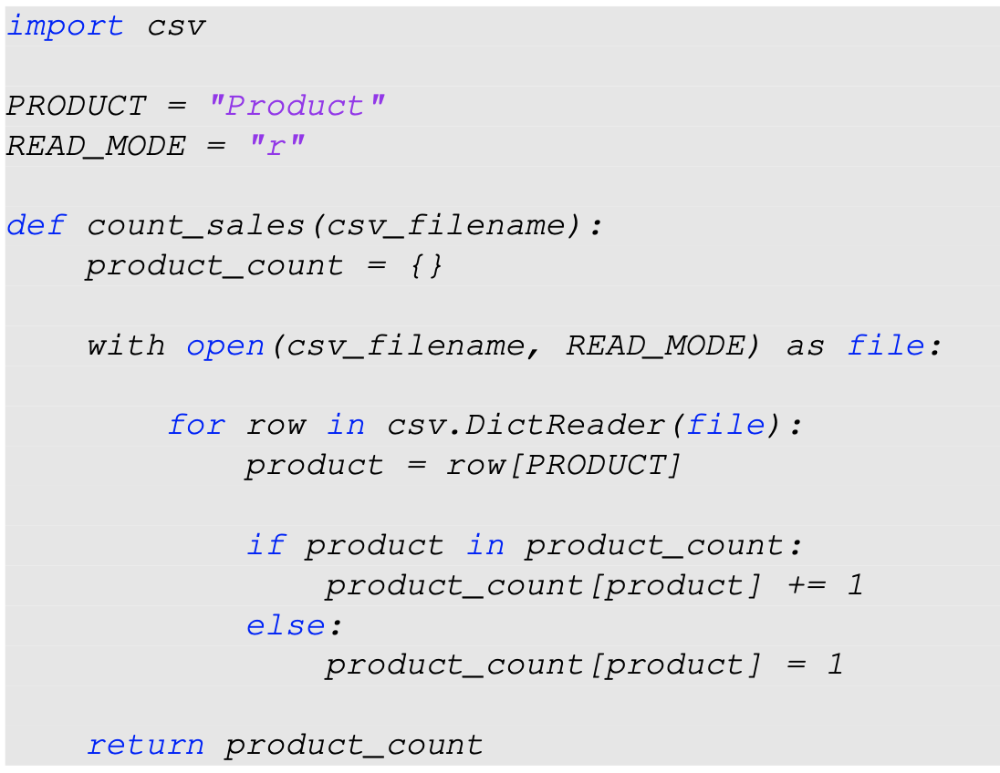 import csv
PRODUCT = "Product"
READ_MODE = "r"
def count_sales(csv_filename):
    product_count = {}
    with open(csv_filename, READ_MODE) as file:
        for row in csv.DictReader(file):
            product = row[PRODUCT]
            if product in product_count:
                product_count[product] += 1
            else:
                product_count[product] = 1
    return product_count